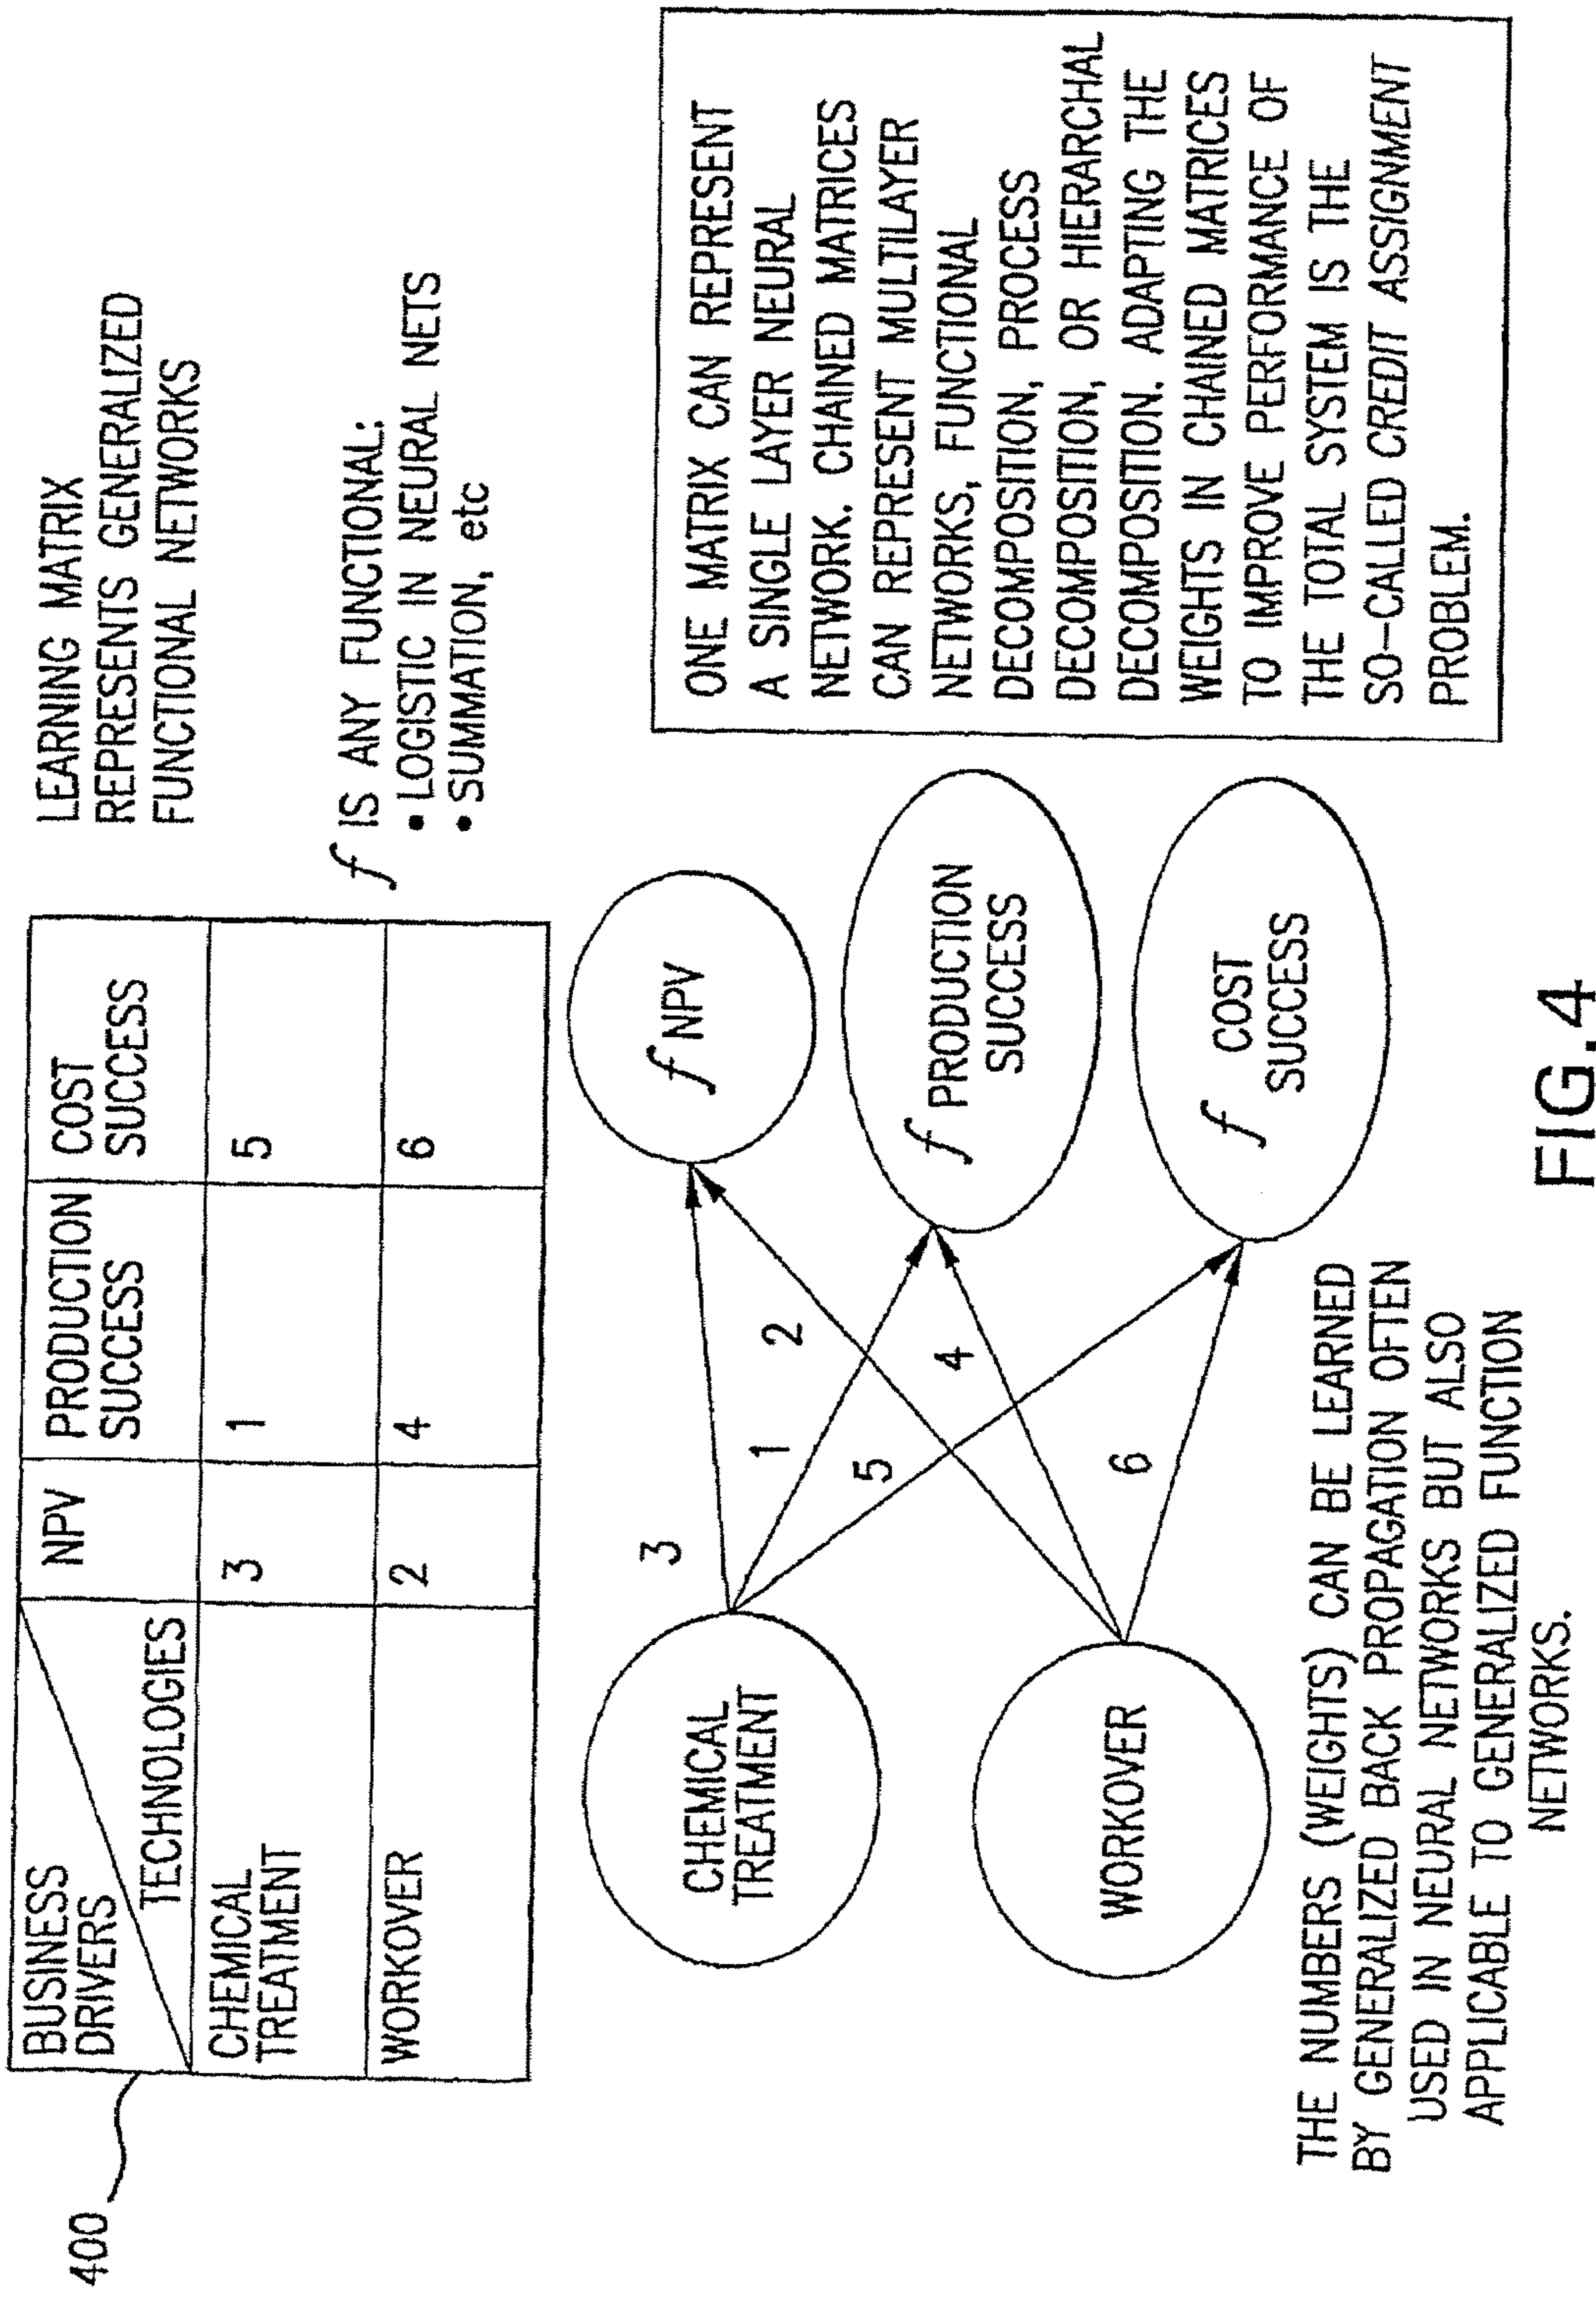 400
BUSINESS
DRIVERS
TECHNOLOGIES
NPV
PRODUCTION
SUCCESS
COST
SUCCESS
CHEMICAL
TREATMENT
3
1
5
WORKOVER
2
4
6
LEARNING MATRIX
REPRESENTS GENERALIZED
FUNCTIONAL NETWORKS
f IS ANY FUNCTIONAL:
• LOGISTIC IN NEURAL NETS
• SUMMATION, etc
CHEMICAL
TREATMENT
WORKOVER
3
1
2
5
4
6
f NPV
f PRODUCTION
SUCCESS
f COST
SUCCESS
ONE MATRIX CAN REPRESENT
A SINGLE LAYER NEURAL
NETWORK. CHAINED MATRICES
CAN REPRESENT MULTILAYER
NETWORKS, FUNCTIONAL
DECOMPOSITION, PROCESS
DECOMPOSITION, OR HIERARCHAL
DECOMPOSITION. ADAPTING THE
WEIGHTS IN CHAINED MATRICES
TO IMPROVE PERFORMANCE OF
THE TOTAL SYSTEM IS THE
SO-CALLED CREDIT ASSIGNMENT
PROBLEM.
THE NUMBERS (WEIGHTS) CAN BE LEARNED
BY GENERALIZED BACK PROPAGATION OFTEN
USED IN NEURAL NETWORKS BUT ALSO
APPLICABLE TO GENERALIZED FUNCTION
NETWORKS.
FIG.4